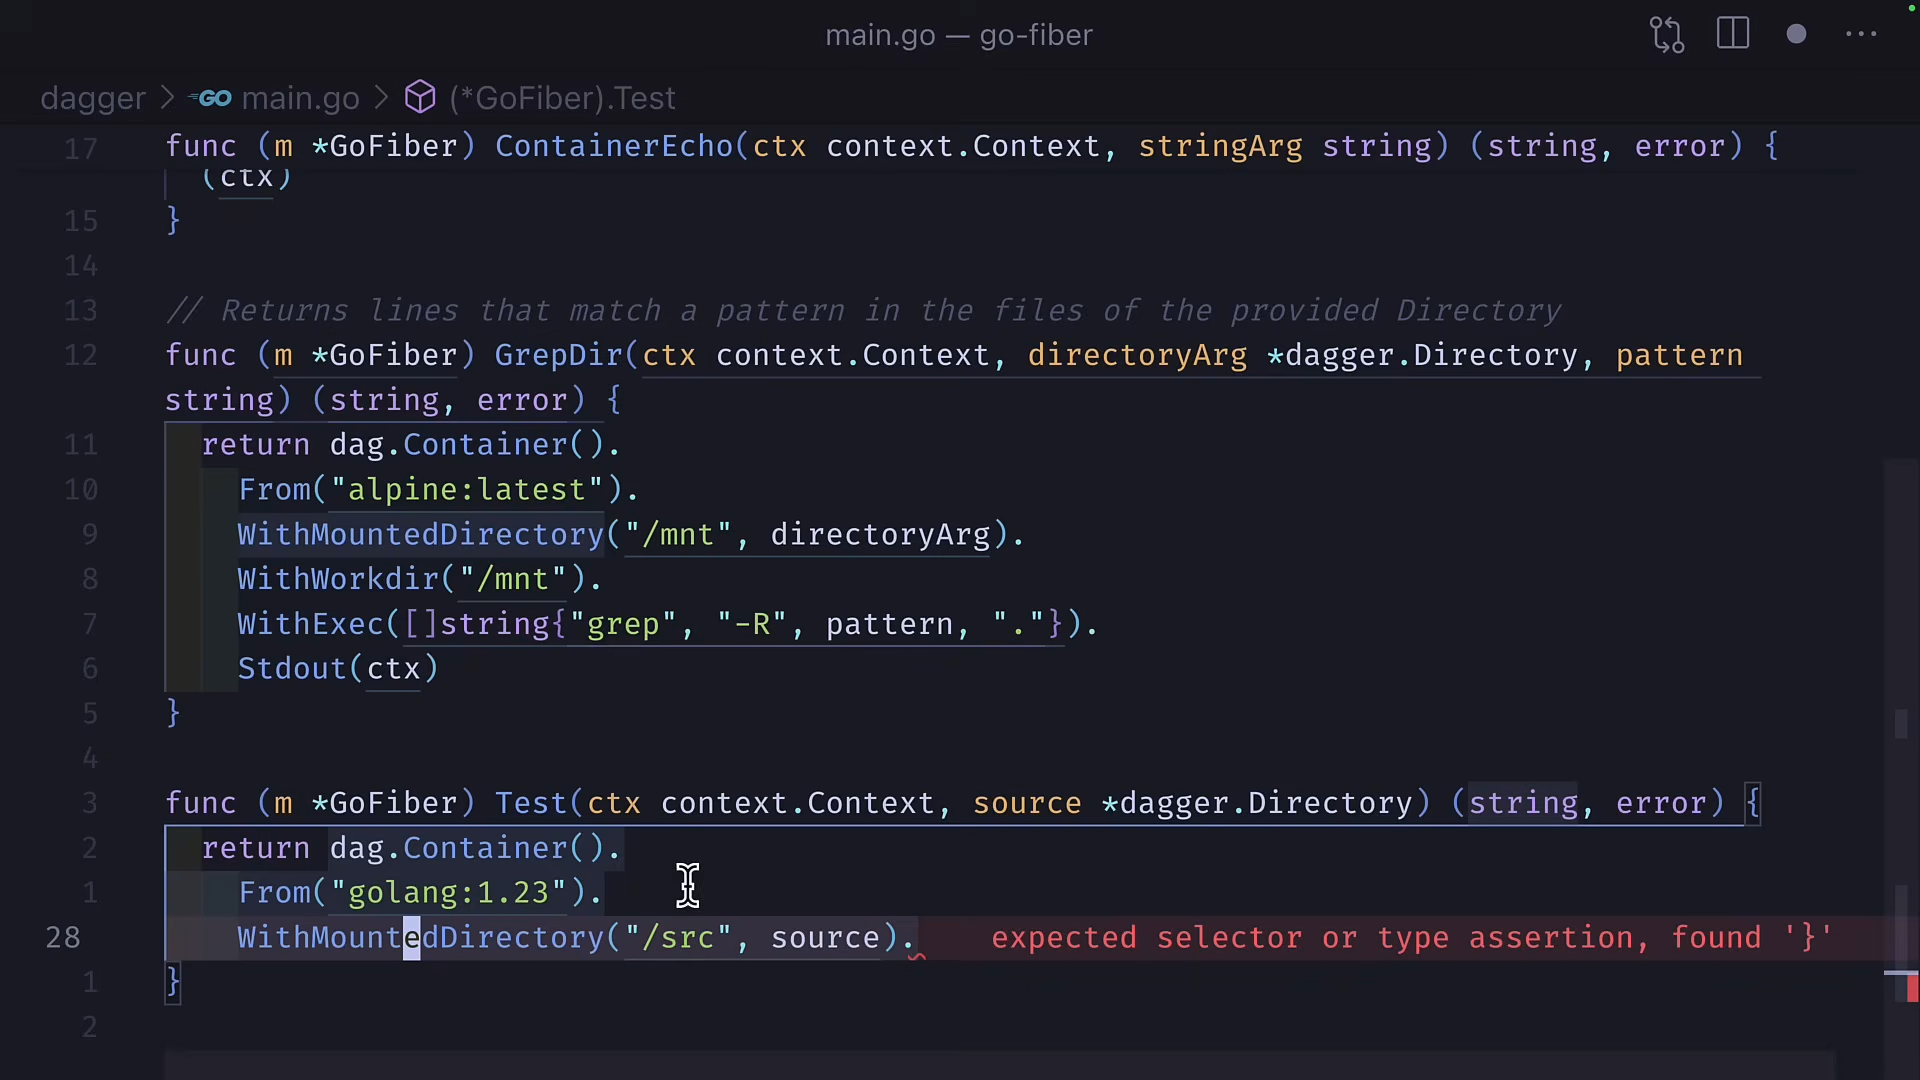 main.go — go-fiber
dagger > GO main.go > (*GoFiber).Test
17 func (m *GoFiber) ContainerEcho(ctx context.Context, stringArg string) (string, error) {
(ctx)
15 }
14
13 // Returns lines that match a pattern in the files of the provided Directory
12 func (m *GoFiber) GrepDir(ctx context.Context, directoryArg *dagger.Directory, pattern
string) (string, error) {
11 return dag.Container().
10 From("alpine:latest").
9 WithMountedDirectory("/mnt", directoryArg).
8 WithWorkdir("/mnt").
7 WithExec([]string{"grep", "-R", pattern, "."}).
6 Stdout(ctx)
5 }
4
3 func (m *GoFiber) Test(ctx context.Context, source *dagger.Directory) (string, error) {
2 return dag.Container().
1 From("golang:1.23").
28 WithMountedDirectory("/src", source). expected selector or type assertion, found '}'
1 }
2